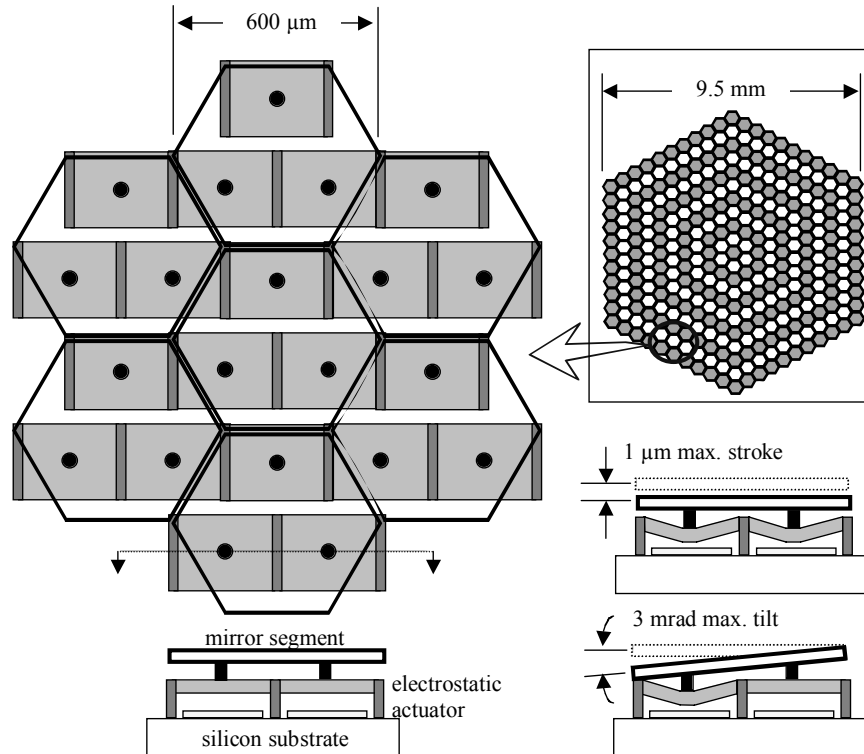 600 µm
9.5 mm
1 µm max. stroke
3 mrad max. tilt
mirror segment
electrostatic
actuator
silicon substrate